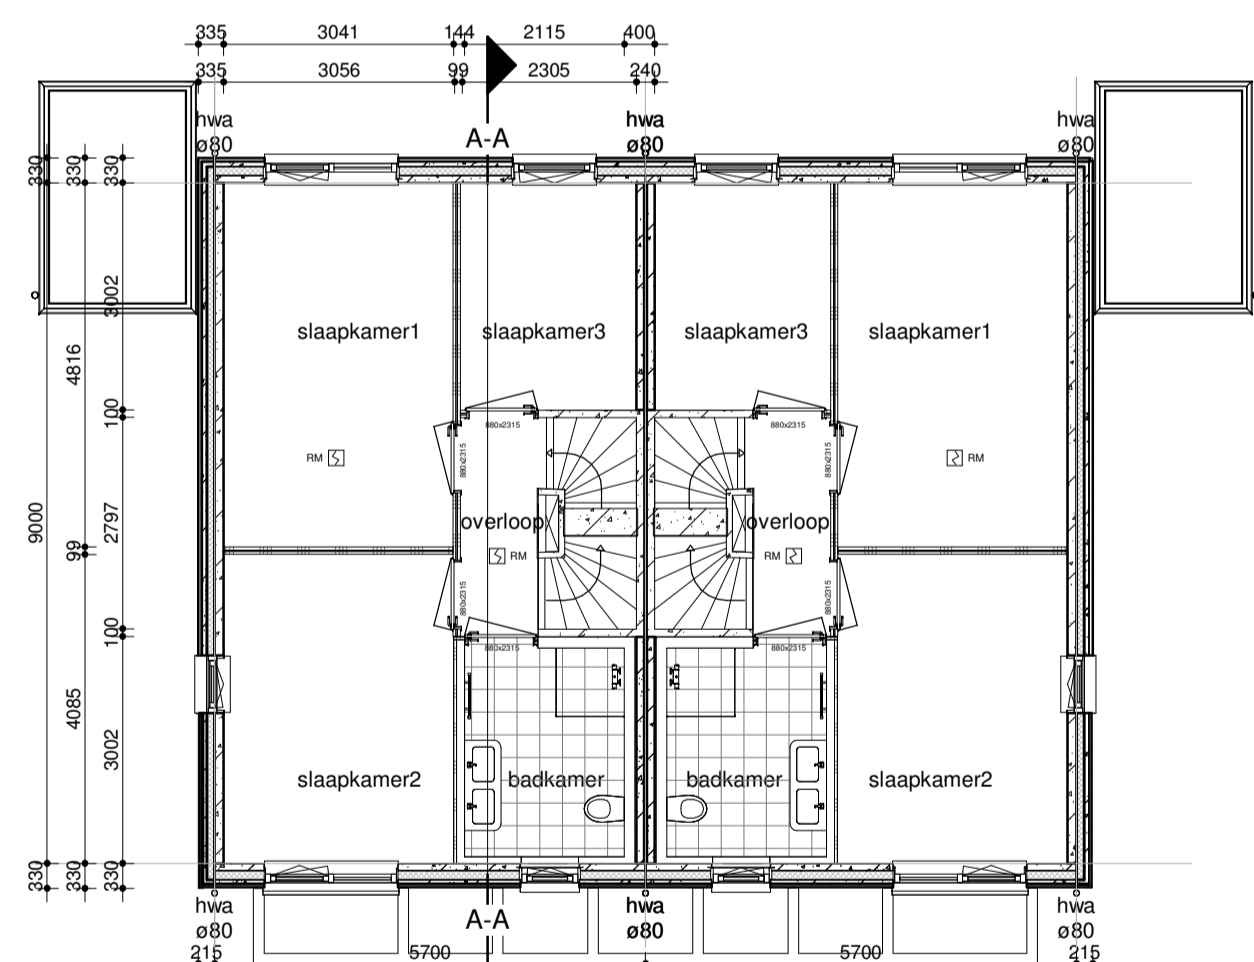 335 3041 144 2115 400
335 3056 99 2305 240
hwa
ø80
hwa
ø80
hwa
ø80
A-A
330 330 330
slaapkamer1 slaapkamer3 slaapkamer3 slaapkamer1
3002
4816
100
9000
2797
99
100
4085
3002
330 330 330
880x2315 880x2315
880x2315 880x2315
RM RM
overloop overloop
RM RM
880x2315 880x2315
880x2315 880x2315
slaapkamer2 badkamer badkamer slaapkamer2
hwa
ø80
A-A
hwa
ø80
hwa
ø80
215 5700 5700 215